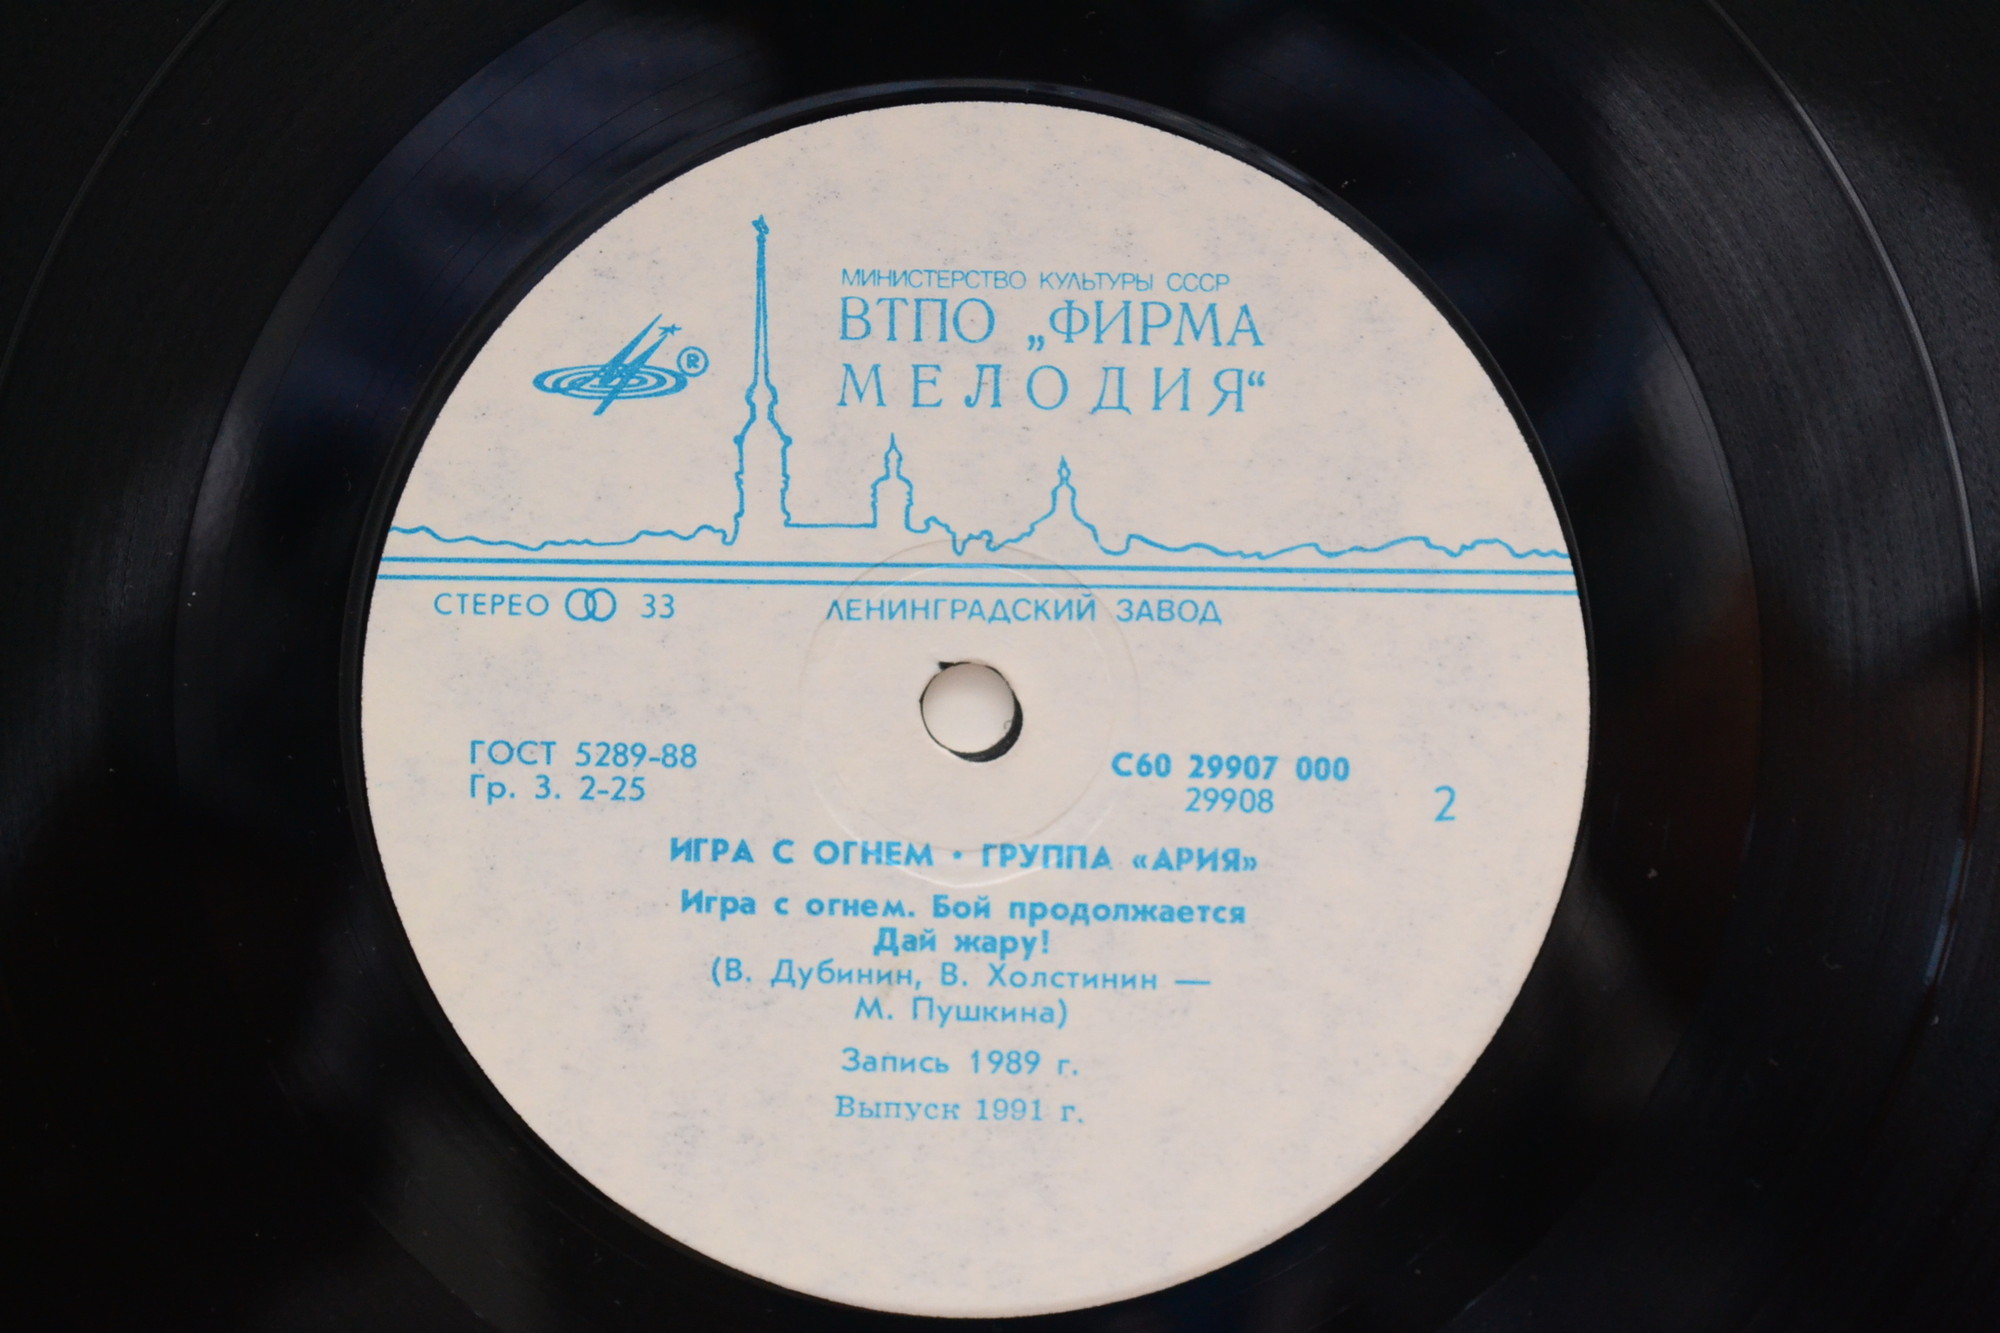 МИНИСТЕРСТВО КУЛЬТУРЫ СССР
ВТПО „ФИРМА
МЕЛОДИЯ“
®
СТЕРЕО 33
ЛЕНИНГРАДСКИЙ ЗАВОД
ГОСТ 5289-88
Гр. 3. 2-25
С60 29907 000
29908
2
ИГРА С ОГНЕМ • ГРУППА «АРИЯ»
Игра с огнем. Бой продолжается
Дай жару!
(В. Дубинин, В. Холстинин —
М. Пушкина)
Запись 1989 г.
Выпуск 1991 г.